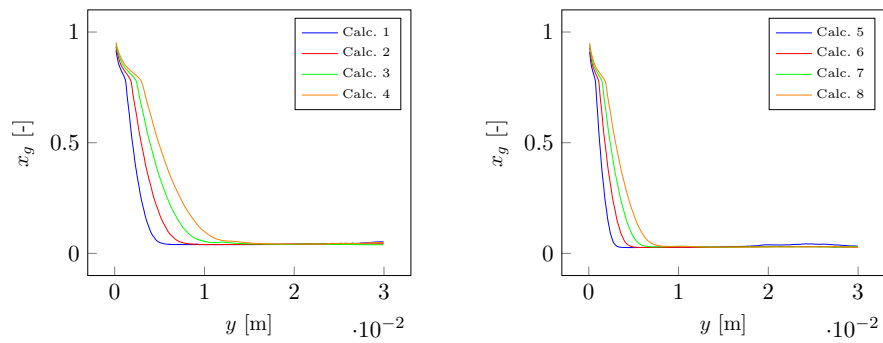 1
0.5
0
x_g [-]
0
1
2
3
·10⁻²
y [m]
Calc. 1
Calc. 2
Calc. 3
Calc. 4
1
0.5
0
x_g [-]
0
1
2
3
·10⁻²
y [m]
Calc. 5
Calc. 6
Calc. 7
Calc. 8